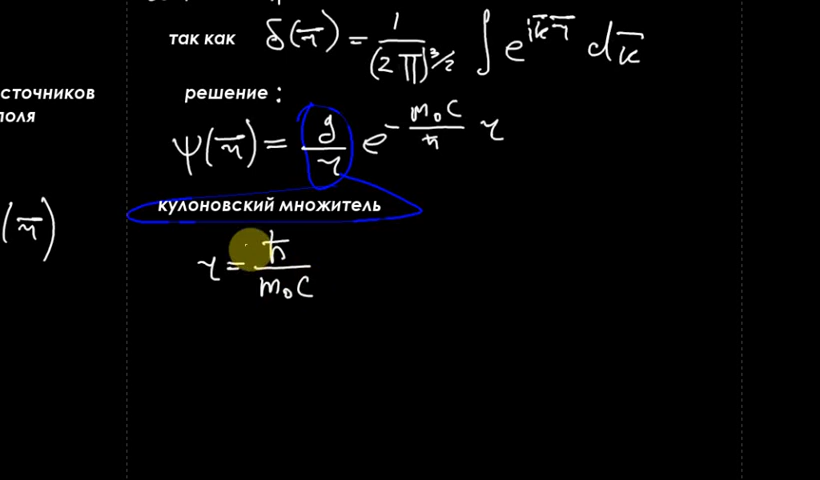 так как δ(r̅) = 1/(2π)^3/2 ∫ e^{ik̅r̅} dk̅
сточников
поля
решение :
ψ(r̅) = g/r e^{- m₀c/ħ r}
кулоновский множитель
(r̅)
r = ħ/m₀c